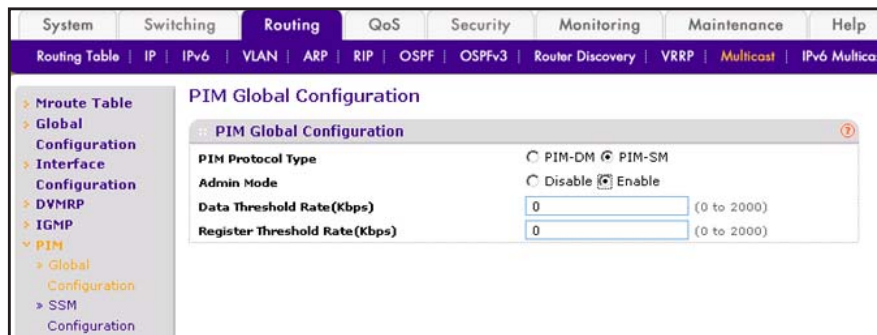 System Switching Routing QoS Security Monitoring Maintenance Help
Routing Table | IP | IPv6 | VLAN | ARP | RIP | OSPF | OSPFv3 | Router Discovery | VRRP | Multicast | IPv6 Multica
Mroute Table
Global
Configuration
Interface
Configuration
DVMRP
IGMP
PIM
Global
Configuration
SSM
Configuration
PIM Global Configuration
PIM Global Configuration
PIM Protocol Type PIM-DM PIM-SM
Admin Mode Disable Enable
Data Threshold Rate(Kbps) 0 (0 to 2000)
Register Threshold Rate(Kbps) 0 (0 to 2000)